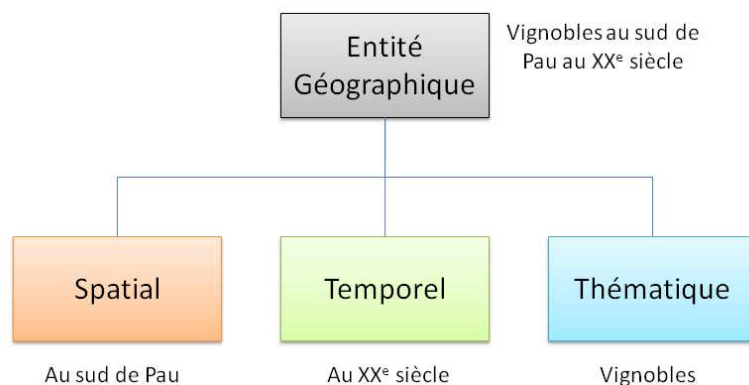 Entité
Géographique
Vignobles au sud de
Pau au XXᵉ siècle
Spatial
Temporel
Thématique
Au sud de Pau
Au XXᵉ siècle
Vignobles